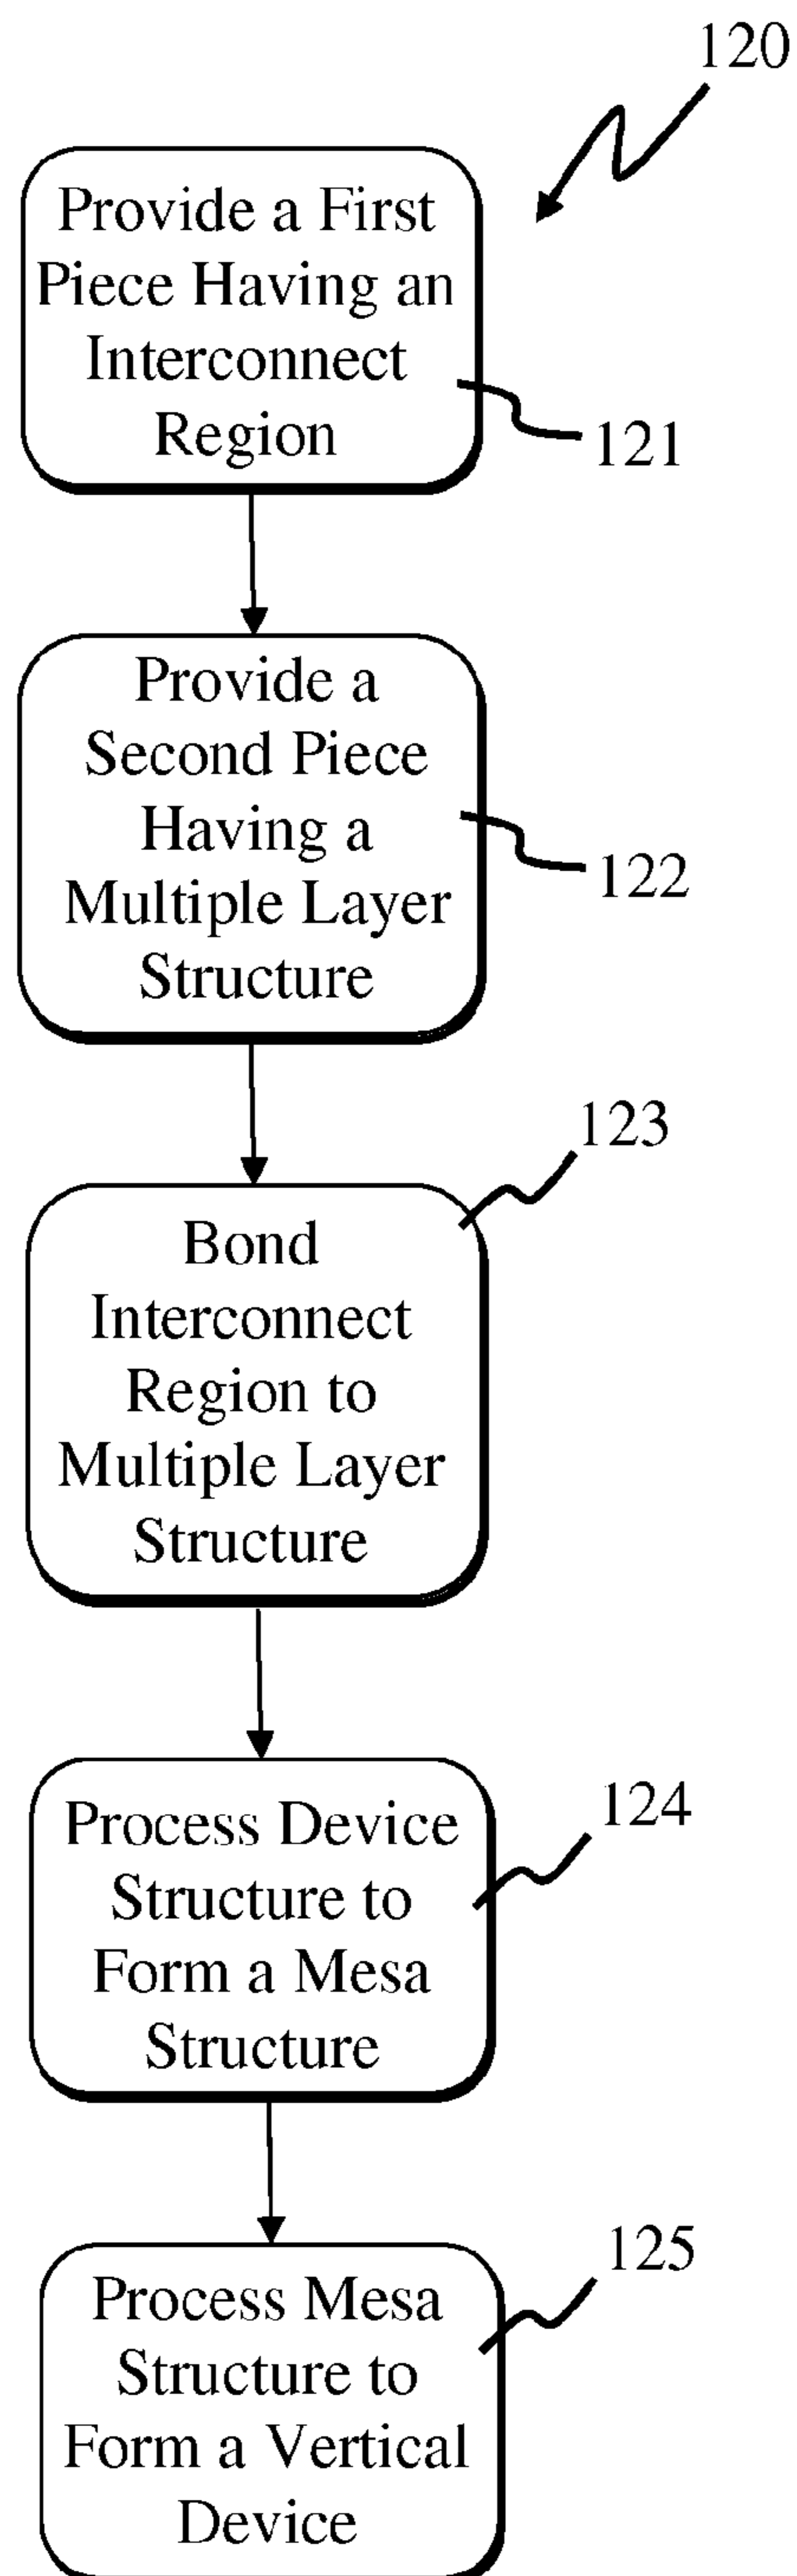 120
Provide a First
Piece Having an
Interconnect
Region
121
Provide a
Second Piece
Having a
Multiple Layer
Structure
122
123
Bond
Interconnect
Region to
Multiple Layer
Structure
124
Process Device
Structure to
Form a Mesa
Structure
125
Process Mesa
Structure to
Form a Vertical
Device